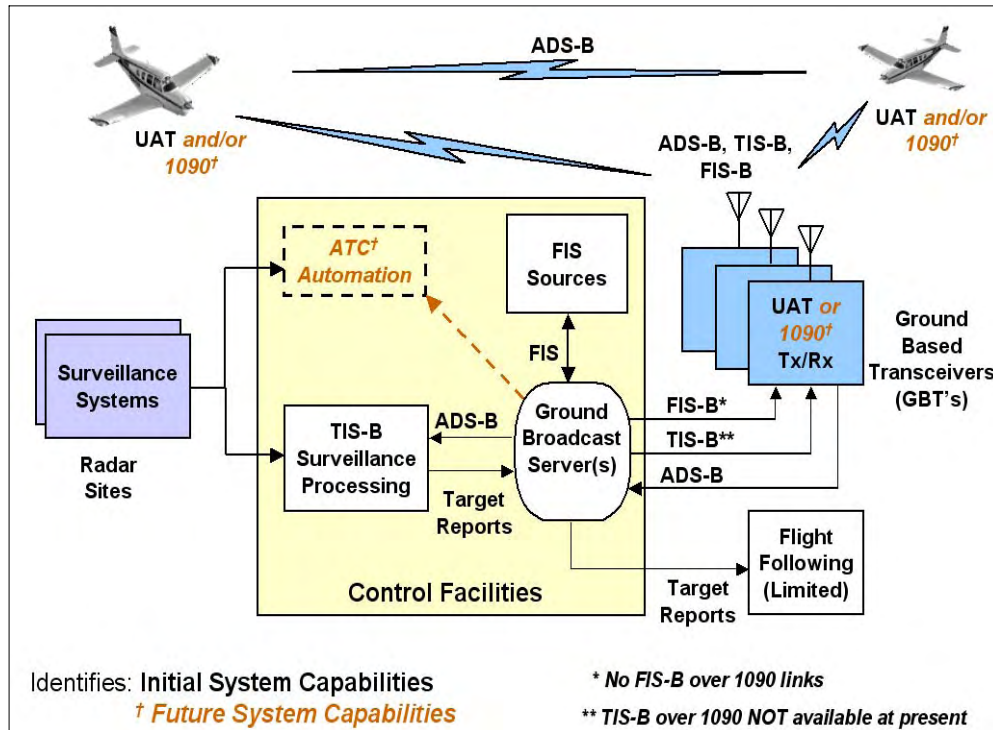 ADS-B
UAT and/or
1090†
UAT and/or
1090†
ADS-B, TIS-B,
FIS-B
ATC†
Automation
FIS
Sources
UAT or
1090†
Tx/Rx
Ground
Based
Transceivers
(GBT's)
Surveillance
Systems
Radar
Sites
FIS
TIS-B
Surveillance
Processing
ADS-B
Target
Reports
Ground
Broadcast
Server(s)
FIS-B*
TIS-B**
ADS-B
Flight
Following
(Limited)
Target
Reports
Control Facilities
Identifies: Initial System Capabilities
† Future System Capabilities
* No FIS-B over 1090 links
** TIS-B over 1090 NOT available at present